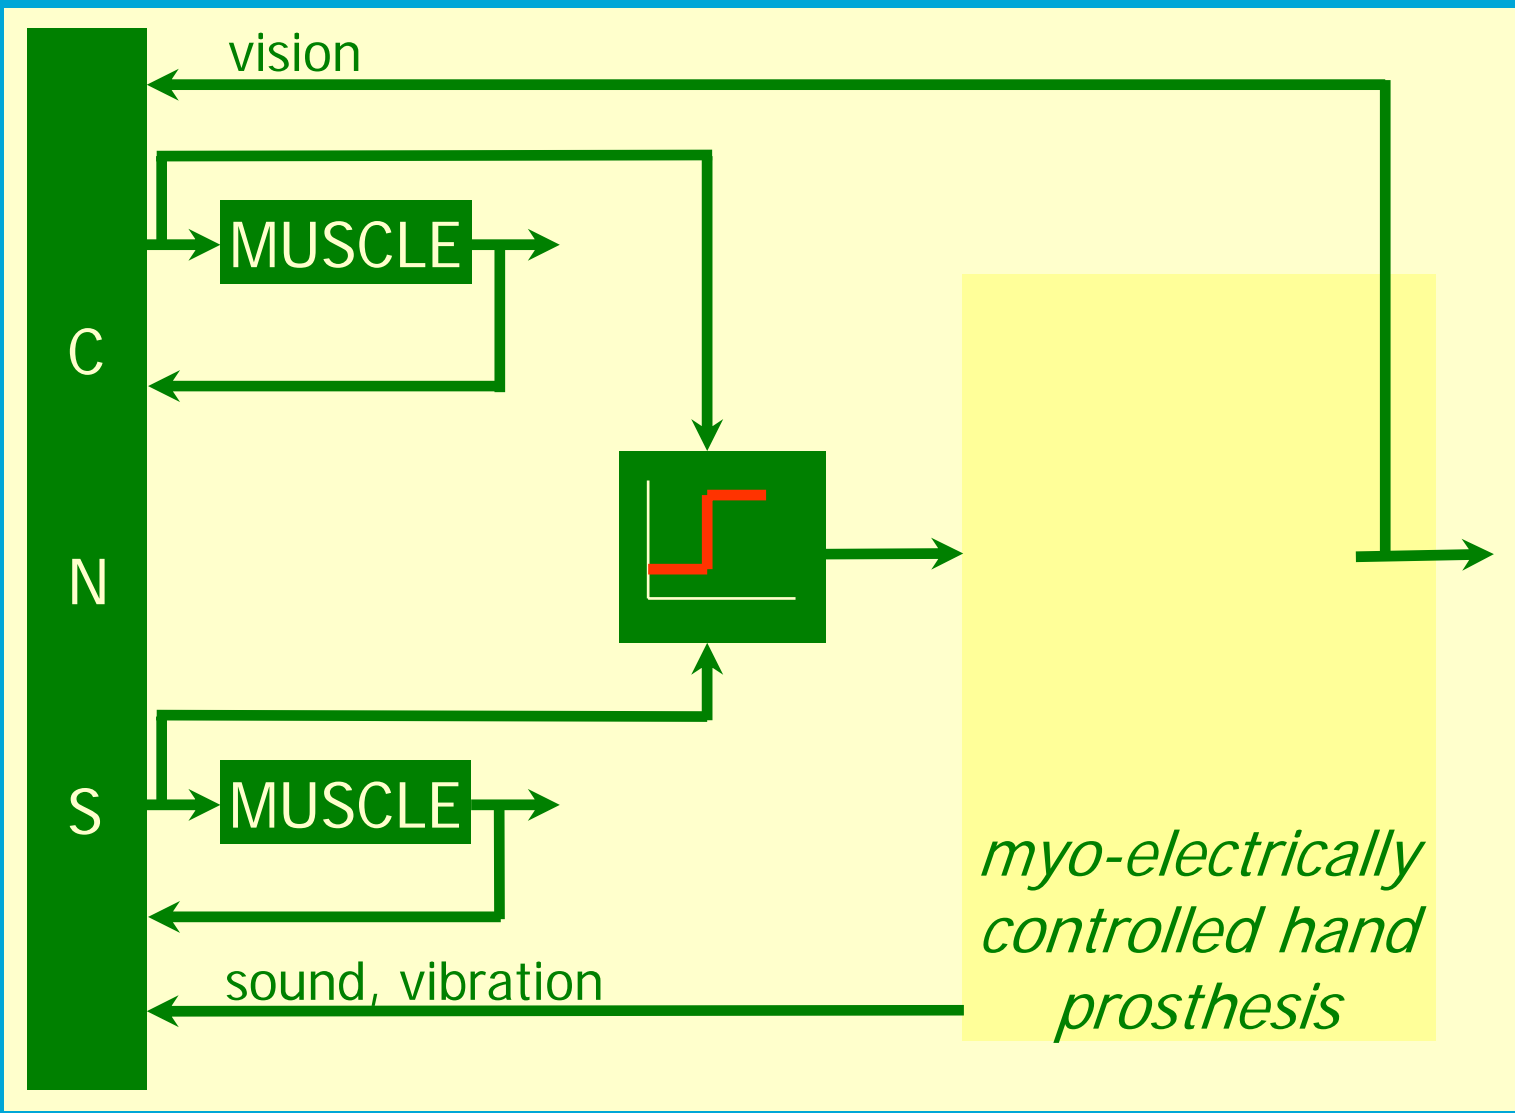 vision
MUSCLE
C
N
S
MUSCLE
myo-electrically
controlled hand
prosthesis
sound, vibration